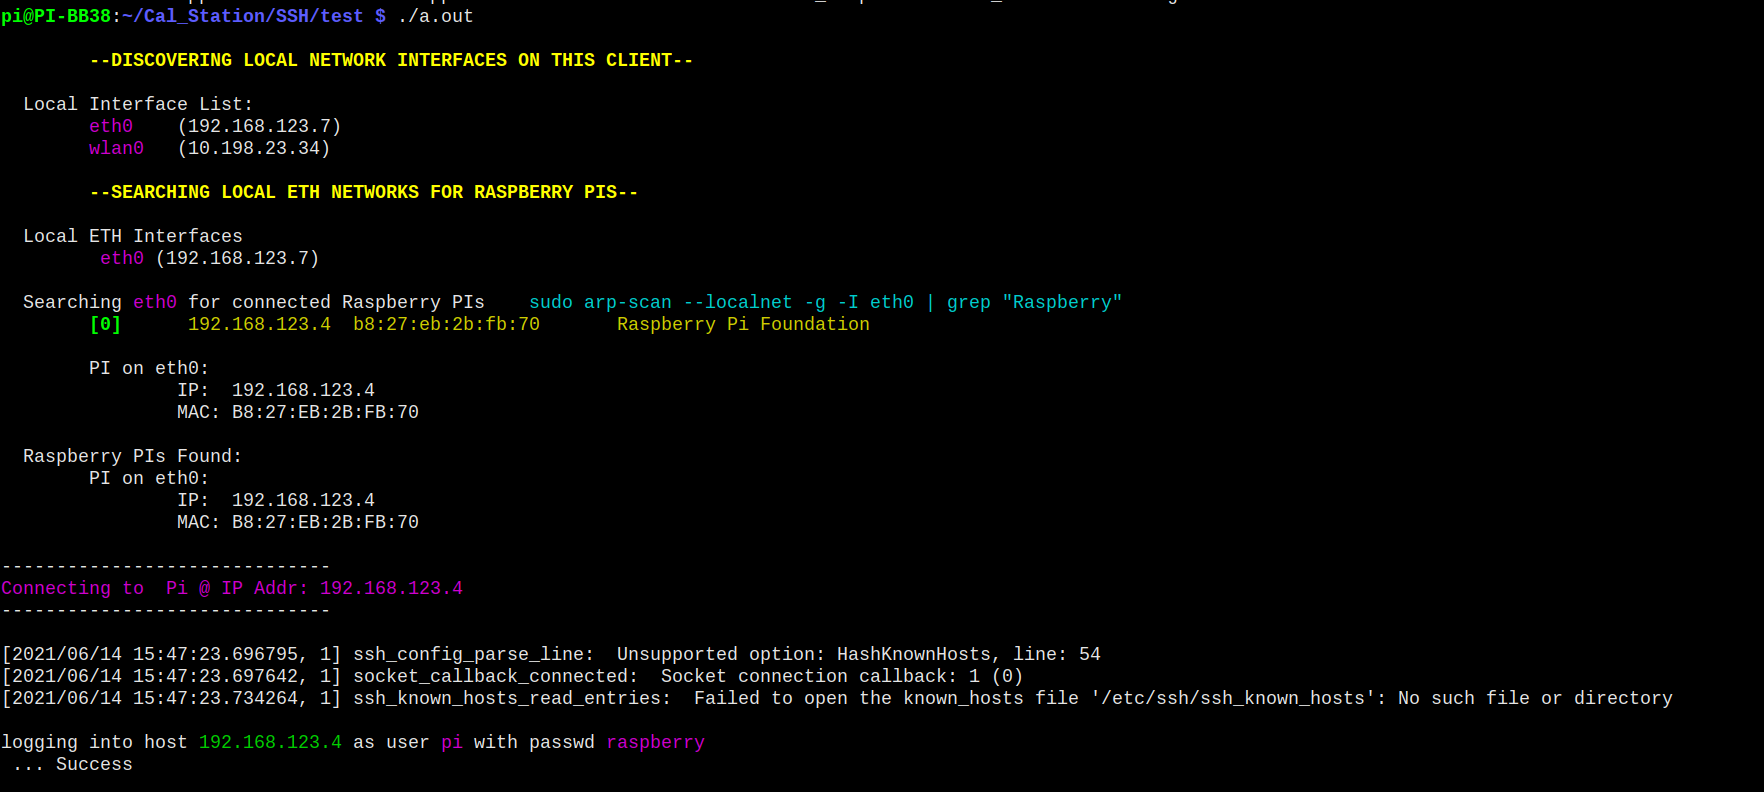 pi@PI-BB38:~/Cal_Station/SSH/test $ ./a.out
--DISCOVERING LOCAL NETWORK INTERFACES ON THIS CLIENT--
Local Interface List:
eth0 (192.168.123.7)
wlan0 (10.198.23.34)
--SEARCHING LOCAL ETH NETWORKS FOR RASPBERRY PIS--
Local ETH Interfaces
eth0 (192.168.123.7)
Searching eth0 for connected Raspberry PIs sudo arp-scan --localnet -g -I eth0 | grep "Raspberry"
[0] 192.168.123.4 b8:27:eb:2b:fb:70 Raspberry Pi Foundation
PI on eth0:
IP: 192.168.123.4
MAC: B8:27:EB:2B:FB:70
Raspberry PIs Found:
PI on eth0:
IP: 192.168.123.4
MAC: B8:27:EB:2B:FB:70
------------------------------
Connecting to Pi @ IP Addr: 192.168.123.4
------------------------------
[2021/06/14 15:47:23.696795, 1] ssh_config_parse_line: Unsupported option: HashKnownHosts, line: 54
[2021/06/14 15:47:23.697642, 1] socket_callback_connected: Socket connection callback: 1 (0)
[2021/06/14 15:47:23.734264, 1] ssh_known_hosts_read_entries: Failed to open the known_hosts file '/etc/ssh/ssh_known_hosts': No such file or directory
logging into host 192.168.123.4 as user pi with passwd raspberry
... Success